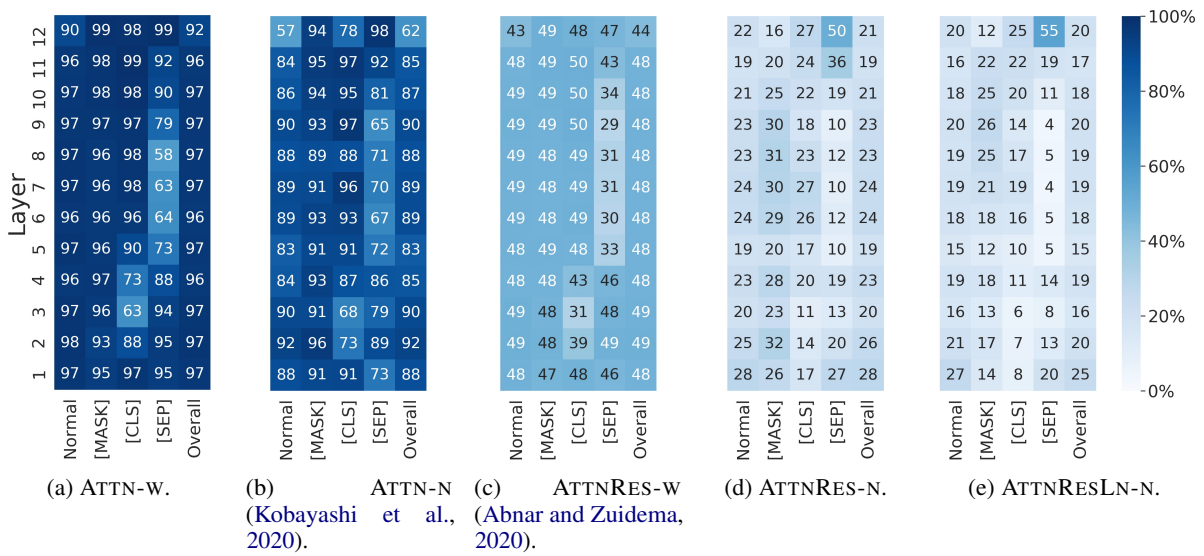 12 90 99 98 99 92 57 94 78 98 62 43 49 48 47 44 22 16 27 50 21 20 12 25 55 20 100%
11 96 98 99 92 96 84 95 97 92 85 48 49 50 43 48 19 20 24 36 19 16 22 22 19 17
10 97 98 98 90 97 86 94 95 81 87 49 49 50 34 48 21 25 22 19 21 18 25 20 11 18 80%
9 97 97 97 79 97 90 93 97 65 90 49 49 50 29 48 23 30 18 10 23 20 26 14 4 20
8 97 96 98 58 97 88 89 88 71 88 49 48 49 31 48 23 31 23 12 23 19 25 17 5 19 60%
7 97 96 98 63 97 89 91 96 70 89 49 48 49 31 48 24 30 27 10 24 19 21 19 4 19
Layer
6 96 96 96 64 96 89 93 93 67 89 49 48 49 30 48 24 29 26 12 24 18 18 16 5 18
5 97 96 90 73 97 83 91 91 72 83 48 49 48 33 48 19 20 17 10 19 15 12 10 5 15 40%
4 96 97 73 88 96 84 93 87 86 85 48 48 43 46 48 23 28 20 19 23 19 18 11 14 19
3 97 96 63 94 97 90 91 68 79 90 49 48 31 48 49 20 23 11 13 20 16 13 6 8 16 20%
2 98 93 88 95 97 92 96 73 89 92 49 48 39 49 49 25 32 14 20 26 21 17 7 13 20
1 97 95 97 95 97 88 91 91 73 88 48 47 48 46 48 28 26 17 27 28 27 14 8 20 25 0%
Normal [MASK] [CLS] [SEP] Overall Normal [MASK] [CLS] [SEP] Overall Normal [MASK] [CLS] [SEP] Overall Normal [MASK] [CLS] [SEP] Overall Normal [MASK] [CLS] [SEP] Overall
(a) ATTN-W.
(b) ATTN-N
(Kobayashi et al.,
2020).
(c) ATTNRES-W
(Abnar and Zuidema,
2020).
(d) ATTNRES-N.
(e) ATTNRESLN-N.